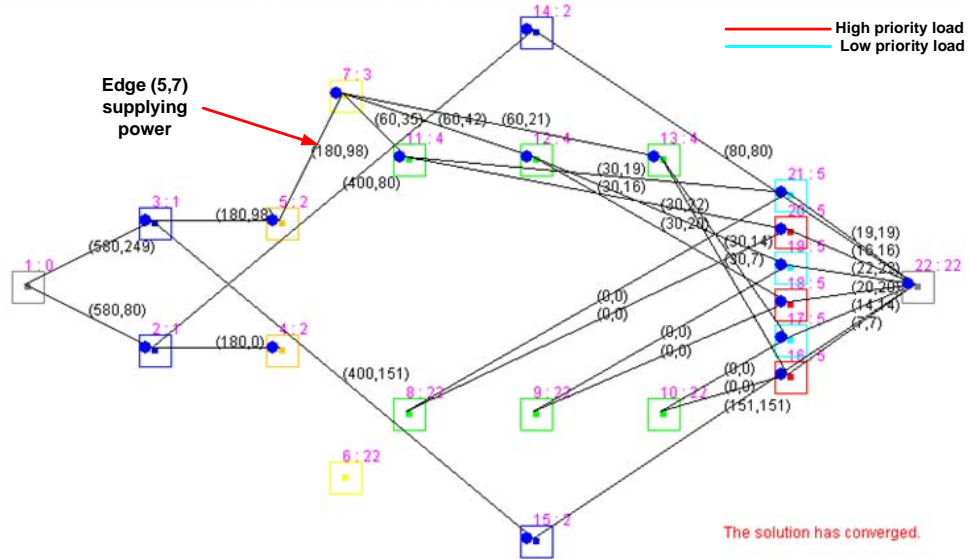 14 : 2
High priority load
Low priority load
7 : 3
Edge (5,7)
supplying
power
(60,35)
(60,42)
(60,21)
11 : 4
12 : 4
13 : 4
(180,98)
(80,80)
(400,80)
(30,19)
(30,16)
21 : 5
3 : 1
5 : 2
(180,98)
(30,22)
(30,20)
20 : 5
(19,19)
(580,249)
(30,14)
(30,7)
19 : 5
(16,16)
1 : 0
(22,22)
22 : 22
18 : 5
(20,20)
(580,80)
(0,0)
(0,0)
17 : 5
(14,14)
(7,7)
2 : 1
(180,0)
4 : 2
(0,0)
(0,0)
16 : 5
(400,151)
8 : 22
9 : 22
10 : 22
(0,0)
(0,0)
(151,151)
6 : 22
15 : 2
The solution has converged.